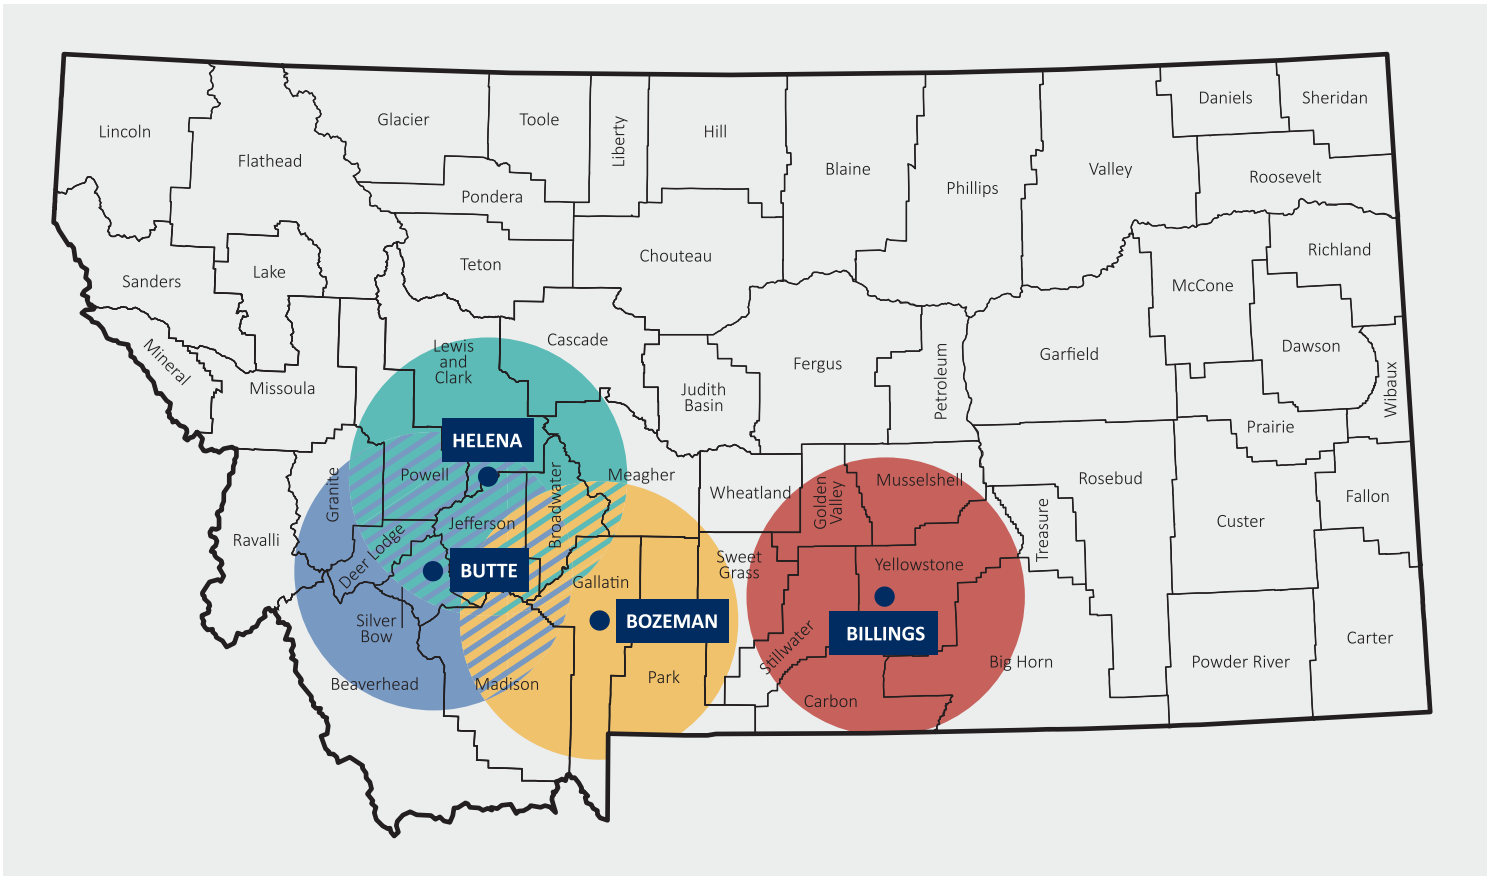 Daniels
Sheridan
Lincoln
Glacier
Toole
Liberty
Hill
Flathead
Blaine
Valley
Roosevelt
Phillips
Pondera
Richland
Chouteau
Teton
Lake
Sanders
McCone
Cascade
Lewis
and
Clark
Mineral
Missoula
Fergus
Judith
Basin
Petroleum
Garfield
Dawson
Wibaux
Prairie
HELENA
Powell
Meagher
Granite
Broadwater
Jefferson
Wheatland
Golden
Valley
Musselshell
Rosebud
Treasure
Custer
Fallon
Ravalli
Deer Lodge
BUTTE
Gallatin
Sweet
Grass
Yellowstone
Silver
Bow
BOZEMAN
BILLINGS
Stillwater
Big Horn
Powder River
Carter
Beaverhead
Madison
Park
Carbon